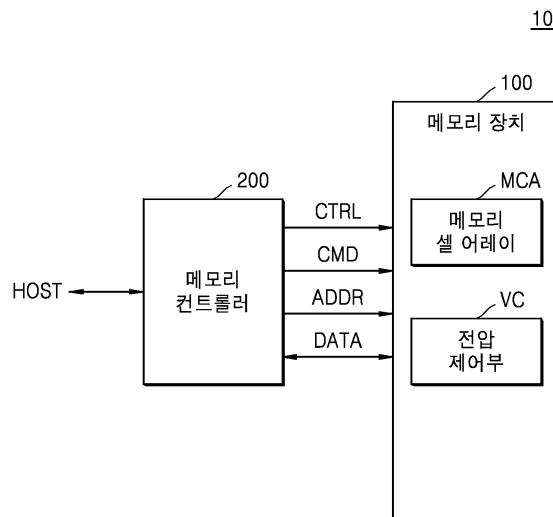 10
100
메모리 장치
200
MCA
CTRL
메모리
셀 어레이
CMD
메모리
컨트롤러
HOST
ADDR
VC
DATA
전압
제어부